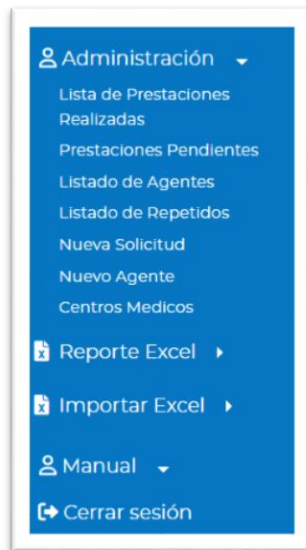 Administración
Lista de Prestaciones
Realizadas
Prestaciones Pendientes
Listado de Agentes
Listado de Repetidos
Nueva Solicitud
Nuevo Agente
Centros Medicos
Reporte Excel
Importar Excel
Manual
Cerrar sesión